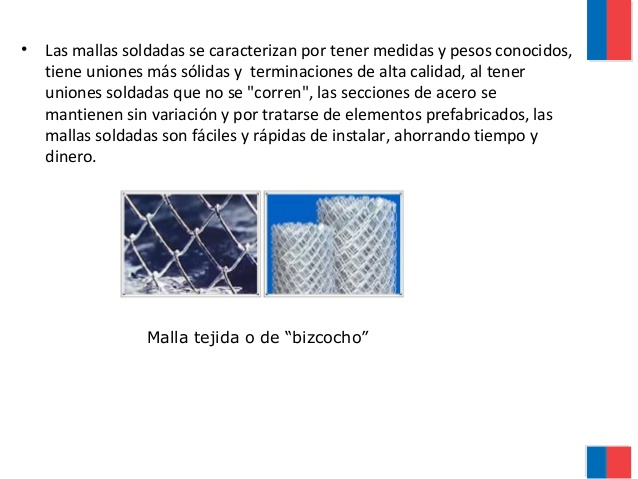 • Las mallas soldadas se caracterizan por tener medidas y pesos conocidos,
tiene uniones más sólidas y  terminaciones de alta calidad, al tener
uniones soldadas que no se "corren", las secciones de acero se
mantienen sin variación y por tratarse de elementos prefabricados, las
mallas soldadas son fáciles y rápidas de instalar, ahorrando tiempo y
dinero.
Malla tejida o de “bizcocho”